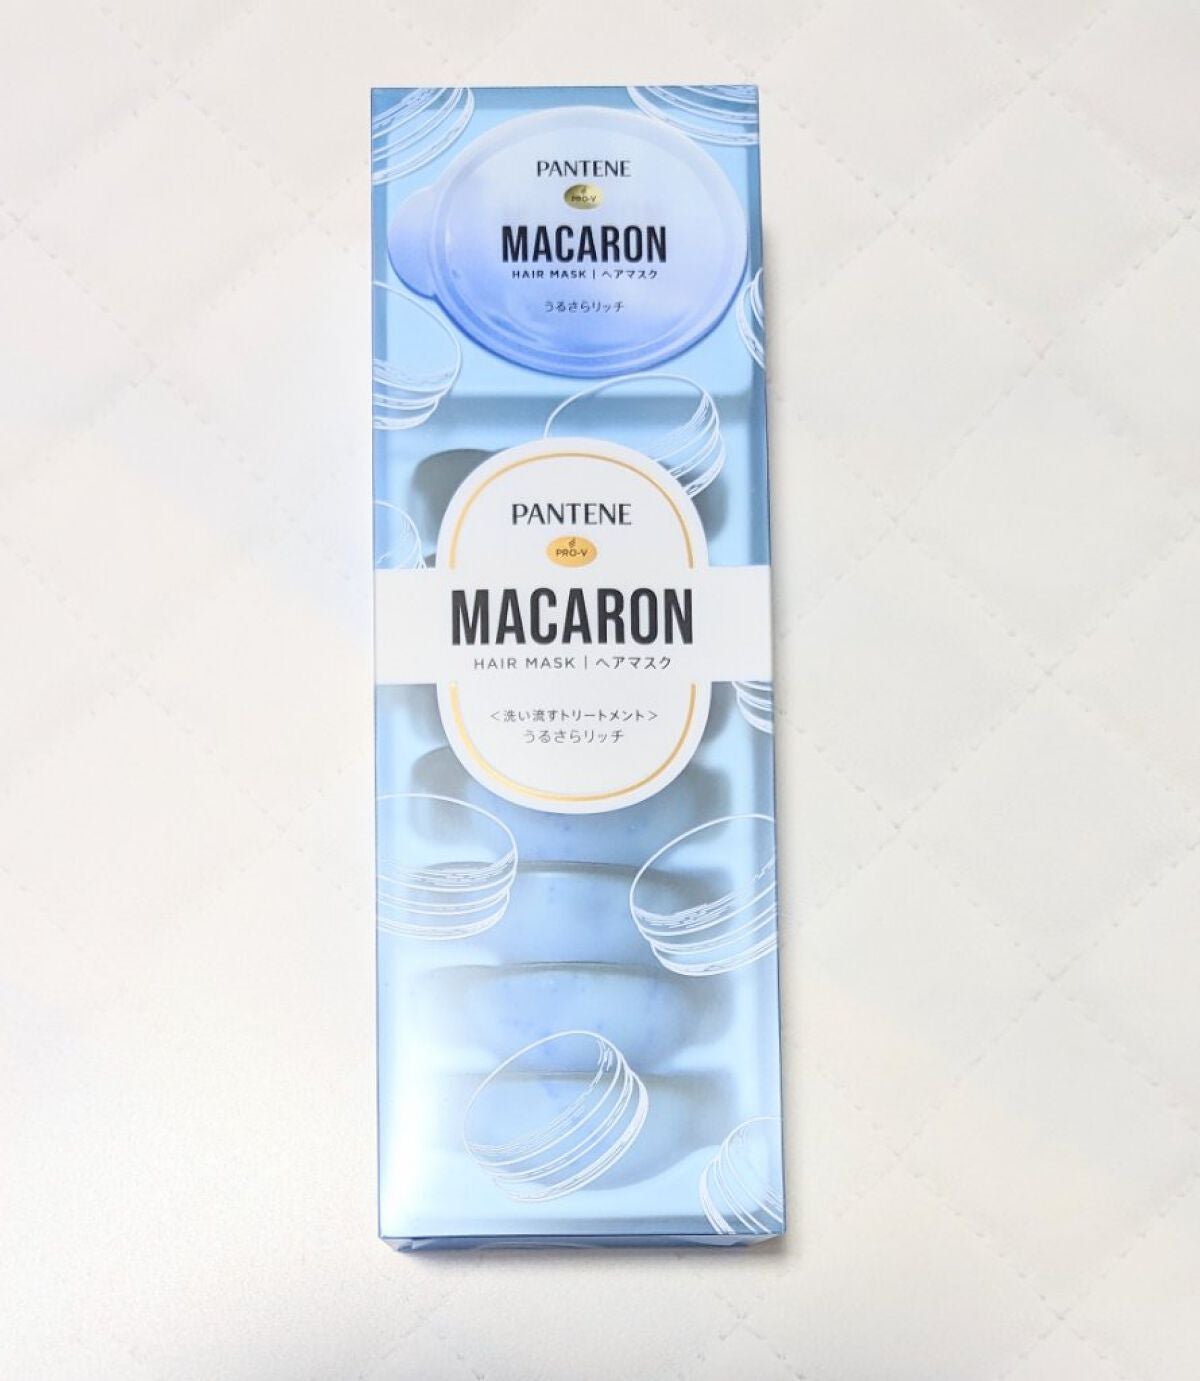 PANTENE
PRO-V
MACARON
HAIR MASK | ヘアマスク
うるさらリッチ
PANTENE
PRO-V
MACARON
HAIR MASK | ヘアマスク
<洗い流すトリートメント>
うるさらリッチ